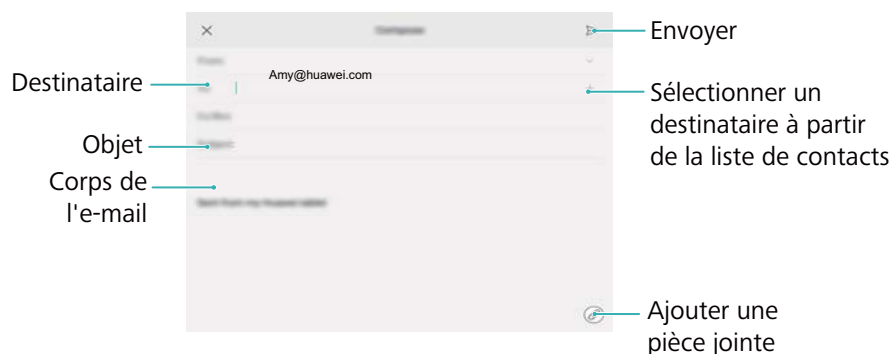 Envoyer
Amy@huawei.com
Destinataire
Sélectionner un
destinataire à partir
de la liste de contacts
Objet
Corps de
l'e-mail
Ajouter une
pièce jointe